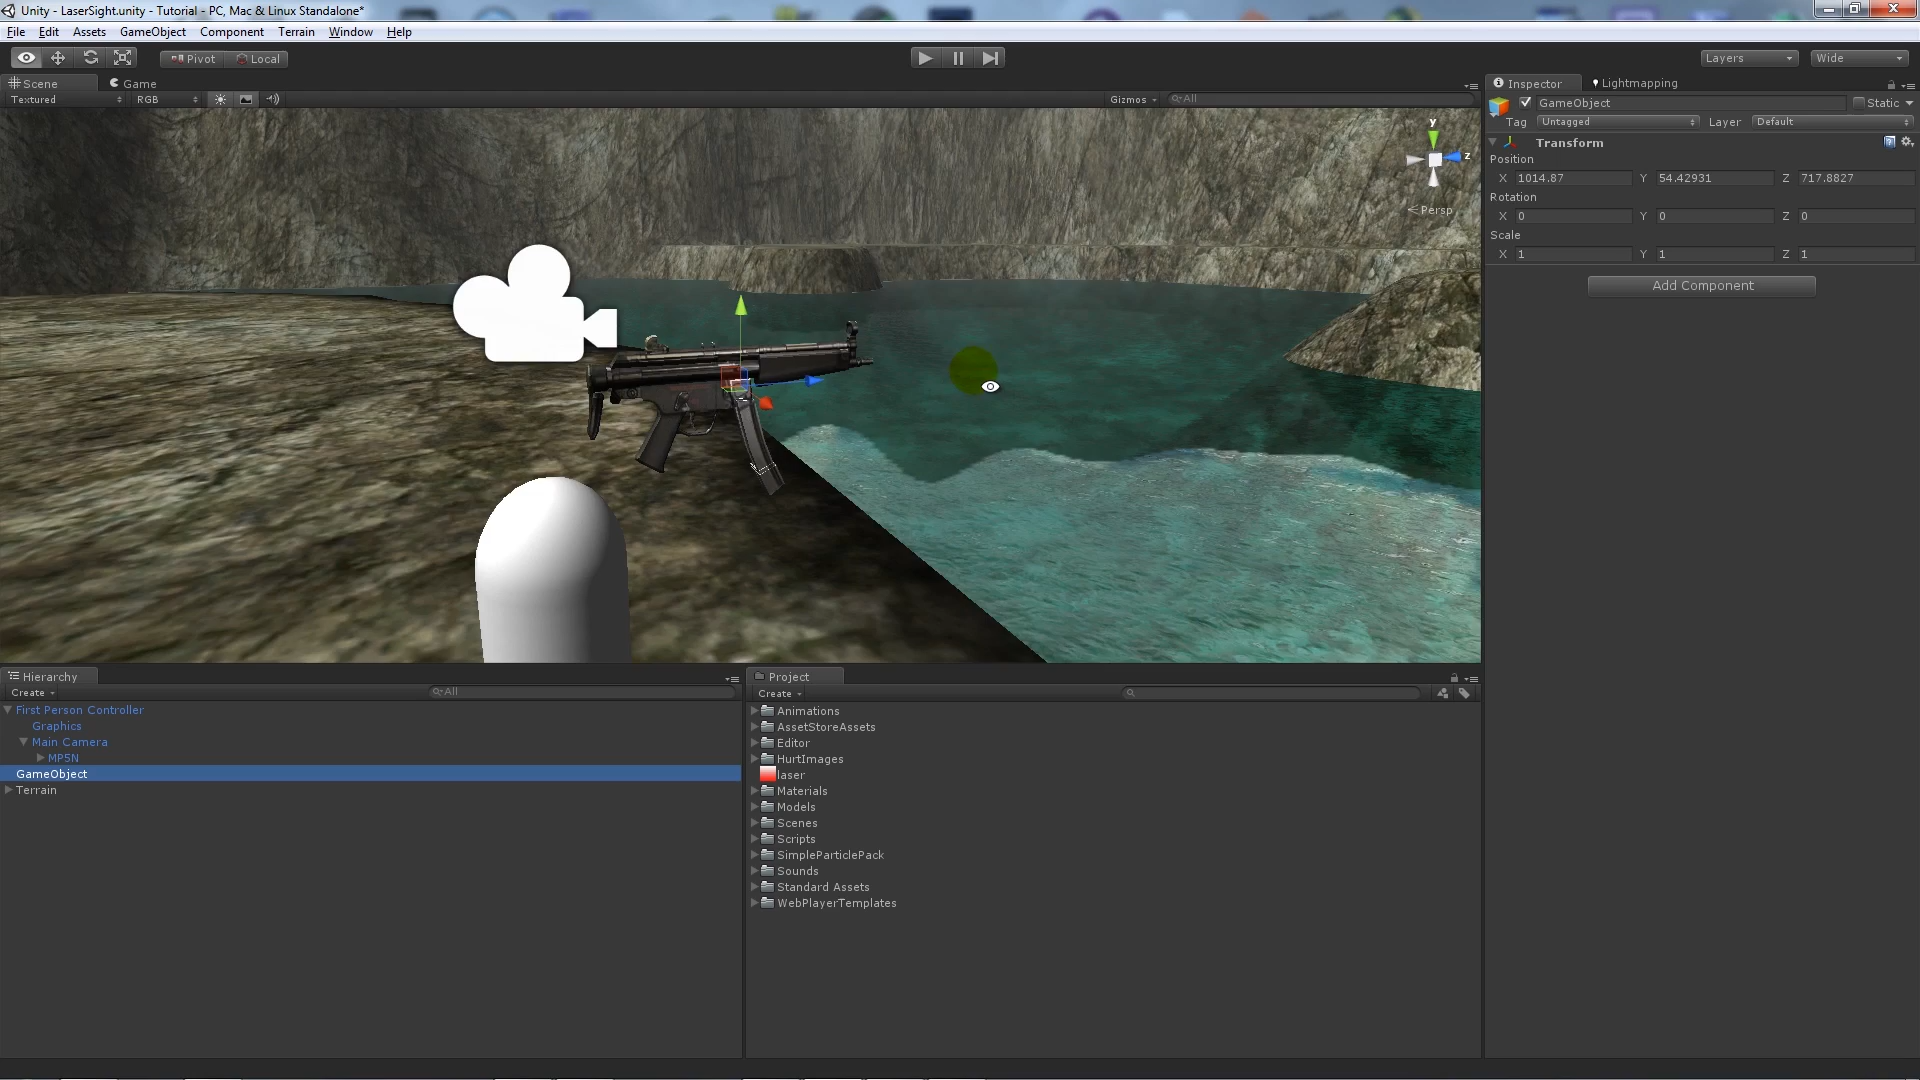 Unity - LaserSight.unity - Tutorial - PC, Mac & Linux Standalone*
File Edit Assets GameObject Component Terrain Window Help
Pivot Local Layers Wide
Scene Game
Textured RGB Gizmos All
y
z
Persp
Inspector Lightmapping
GameObject Static
Tag Untagged Layer Default
Transform
Position
X 1014.87 Y 54.42931 Z 717.8827
Rotation
X 0 Y 0 Z 0
Scale
X 1 Y 1 Z 1
Add Component
Hierarchy
Create All
First Person Controller
Graphics
Main Camera
MP5N
GameObject
Terrain
Project
Create
Animations
AssetStoreAssets
Editor
HurtImages
laser
Materials
Models
Scenes
Scripts
SimpleParticlePack
Sounds
Standard Assets
WebPlayerTemplates